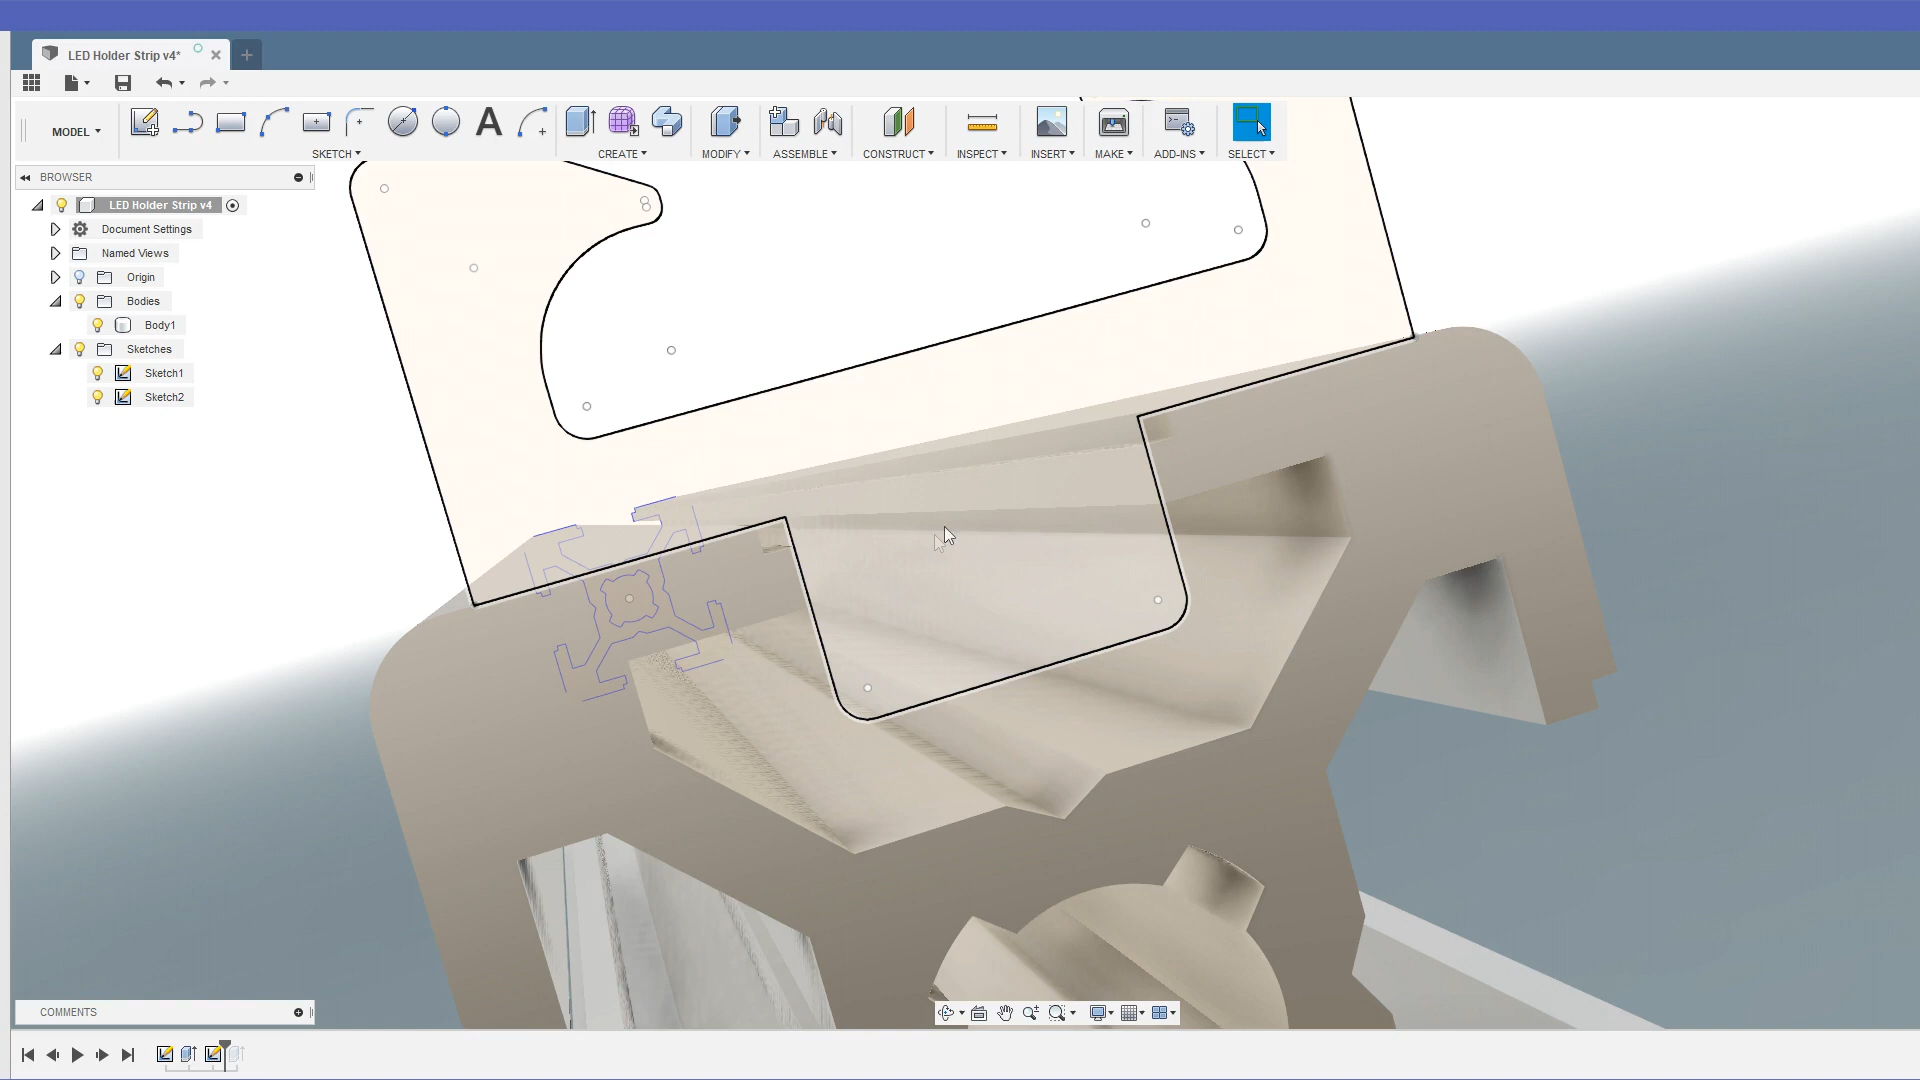 LED Holder Strip v4*
MODEL
SKETCH
CREATE
MODIFY
ASSEMBLE
CONSTRUCT
INSPECT
INSERT
MAKE
ADD-INS
SELECT
BROWSER
LED Holder Strip v4
Document Settings
Named Views
Origin
Bodies
Body1
Sketches
Sketch1
Sketch2
COMMENTS